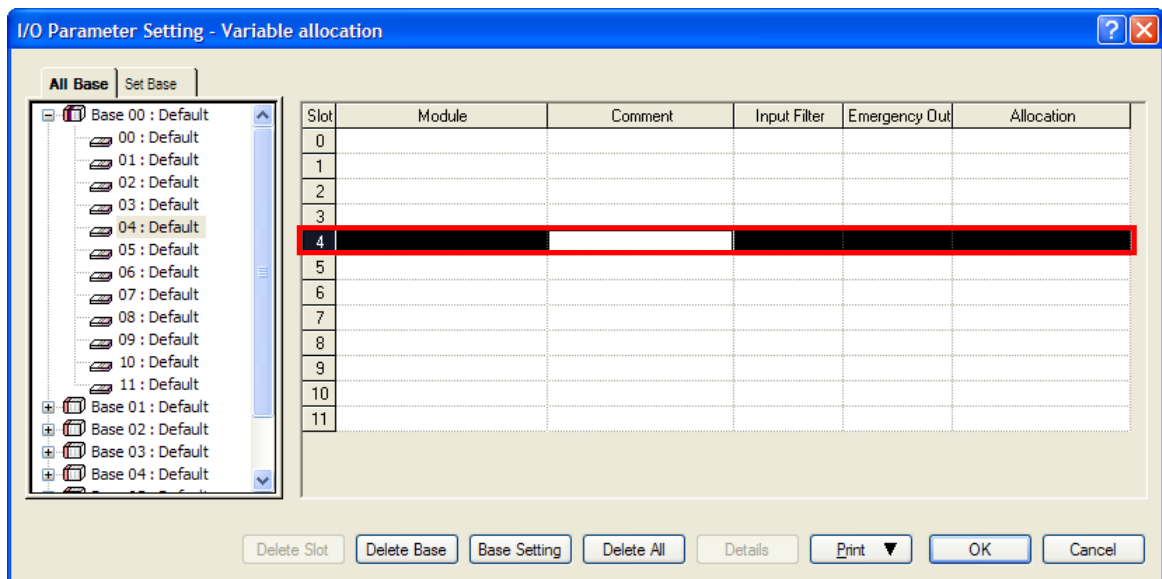 I/O Parameter Setting - Variable allocation
All Base Set Base
Base 00 : Default
00 : Default
01 : Default
02 : Default
03 : Default
04 : Default
05 : Default
06 : Default
07 : Default
08 : Default
09 : Default
10 : Default
11 : Default
Base 01 : Default
Base 02 : Default
Base 03 : Default
Base 04 : Default
Slot Module Comment Input Filter Emergency Out Allocation
0
1
2
3
4
5
6
7
8
9
10
11
Delete Slot Delete Base Base Setting Delete All Details Print ▼ OK Cancel